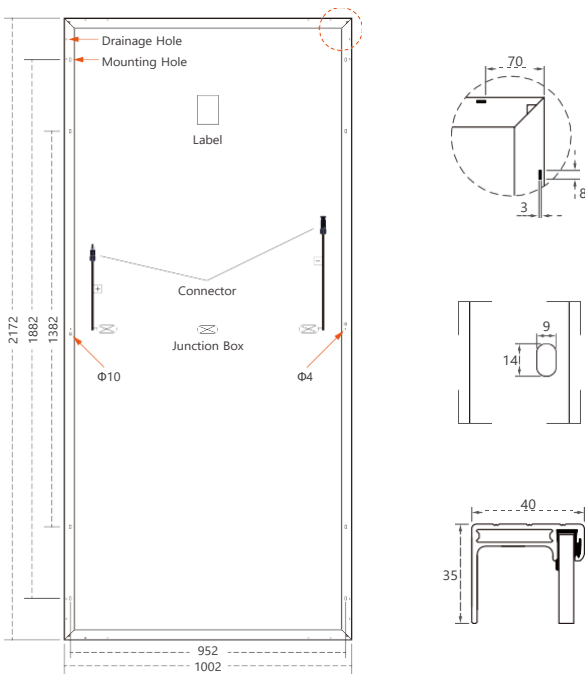 Drainage Hole
Mounting Hole
Label
Connector
+
−
Junction Box
Φ10
Φ4
2172
1882
1382
952
1002
70
3
8
9
14
40
35